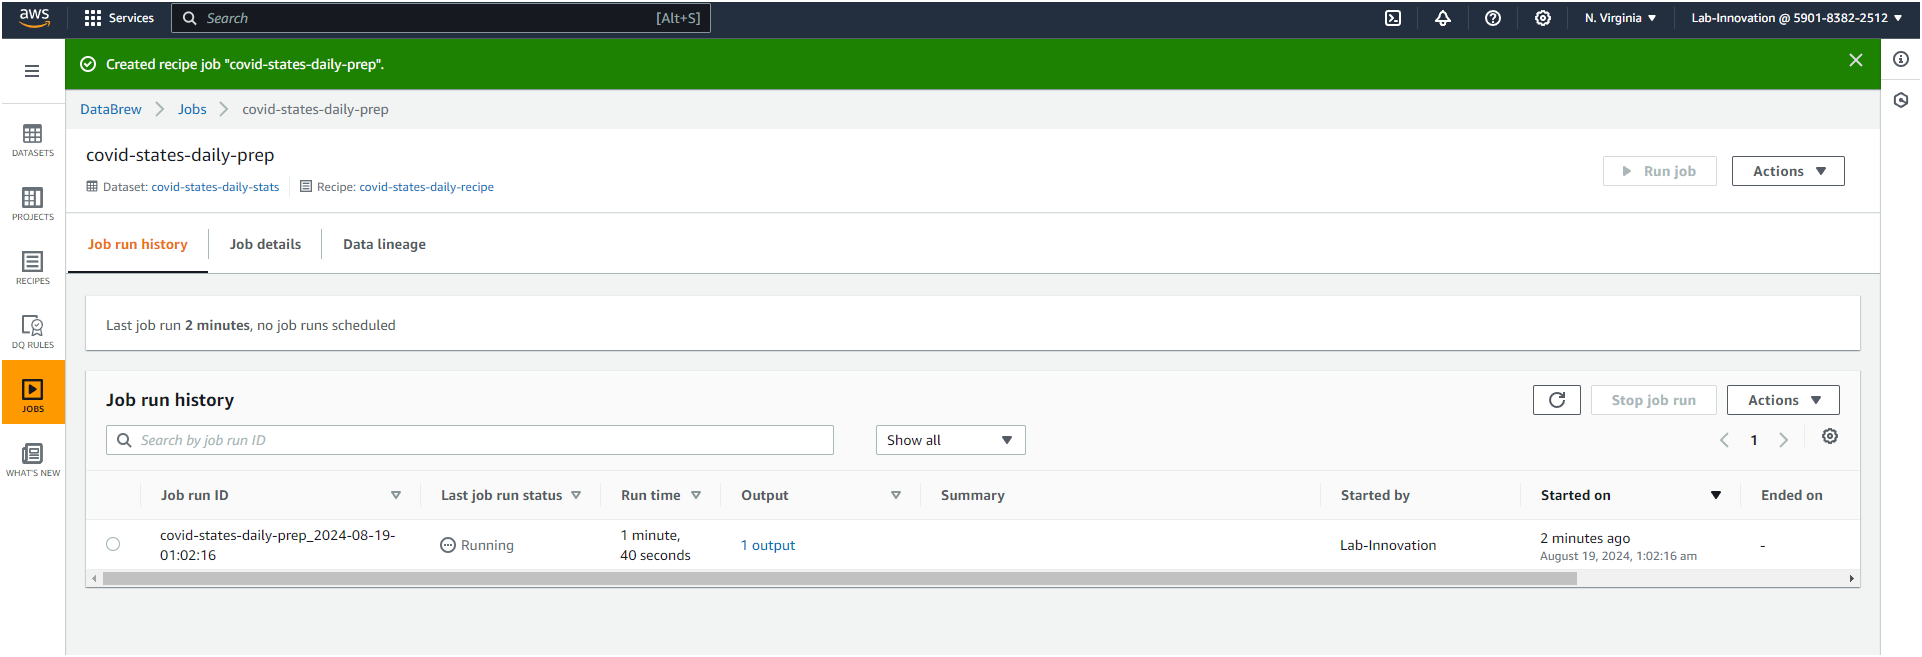 aws Services Search [Alt+S] N. Virginia Lab-Innovation @ 5901-8382-2512
Created recipe job "covid-states-daily-prep".
DataBrew Jobs covid-states-daily-prep
covid-states-daily-prep
Dataset: covid-states-daily-stats Recipe: covid-states-daily-recipe
Run job Actions
DATASETS
PROJECTS
RECIPES
DQ RULES
JOBS
WHAT'S NEW
Job run history Job details Data lineage
Last job run 2 minutes, no job runs scheduled
Job run history Stop job run Actions
Search by job run ID Show all 1
Job run ID Last job run status Run time Output Summary Started by Started on Ended on
covid-states-daily-prep_2024-08-19-
01:02:16
Running
1 minute,
40 seconds
1 output
Lab-Innovation
2 minutes ago
August 19, 2024, 1:02:16 am
-